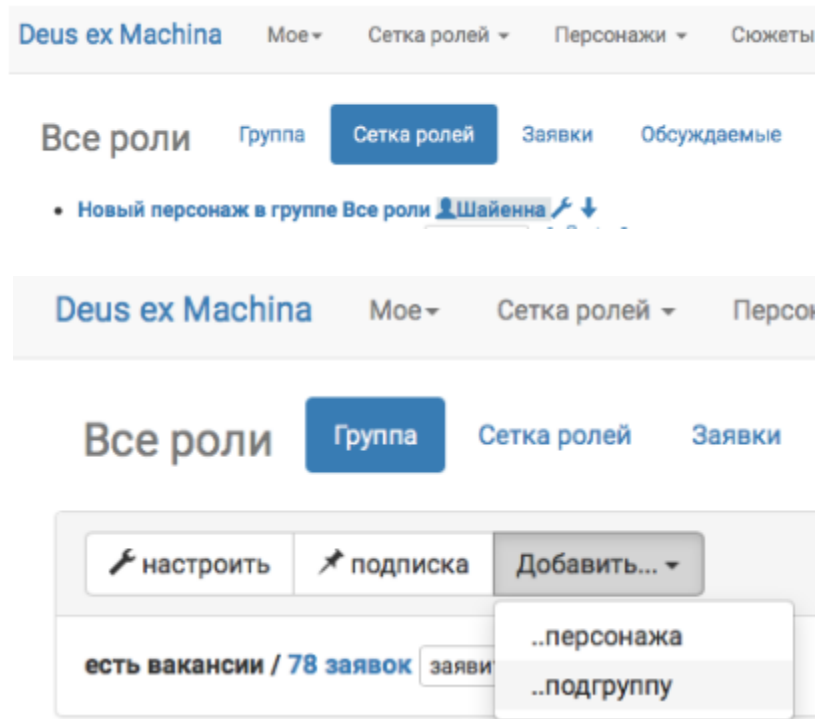 Deus ex Machina Мое Сетка ролей Персонажи Сюжеты
Все роли Группа Сетка ролей Заявки Обсуждаемые
Новый персонаж в группе Все роли Шайенна
Deus ex Machina Мое Сетка ролей
Все роли Группа Сетка ролей Заявки
настроить подписка Добавить...
..персонажа
есть вакансии / 78 заявок
..подгруппу